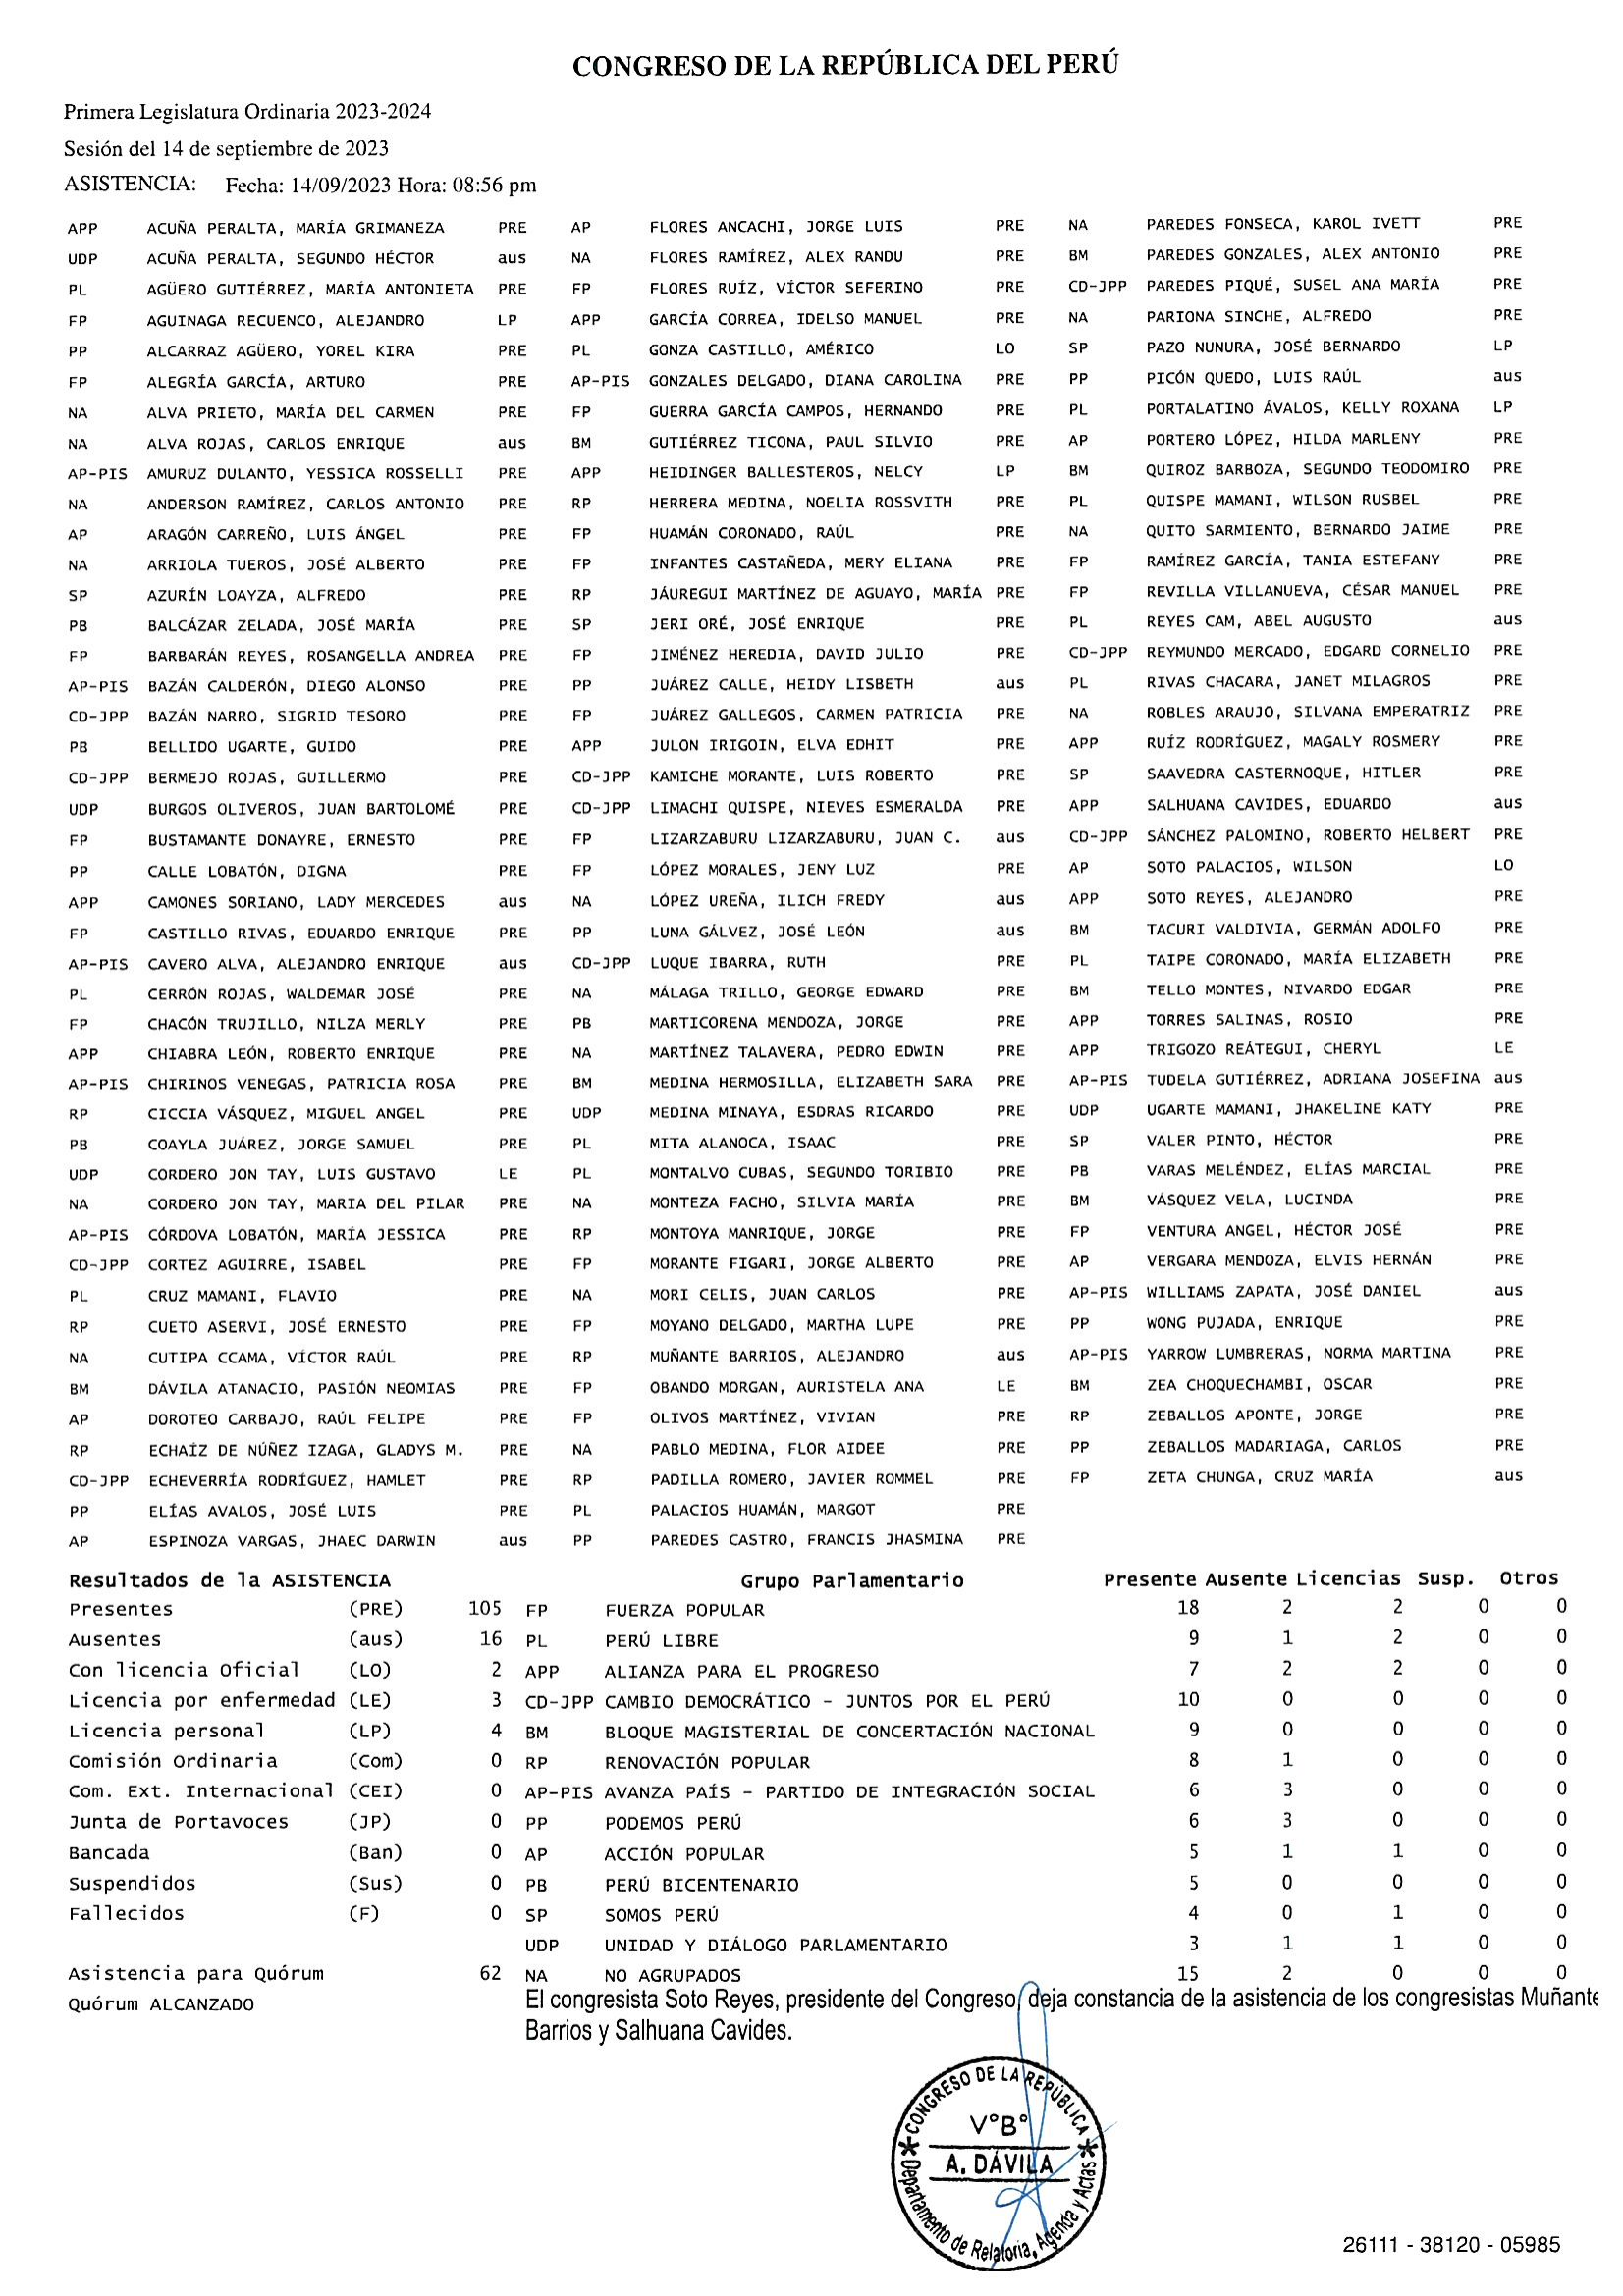 CONGRESO DE LA REPÚBLICA DEL PERÚ
Primera Legislatura Ordinaria 2023-2024
Sesión del 14 de septiembre de 2023
ASISTENCIA: Fecha: 14/09/2023 Hora: 08:56 pm
APP ACUÑA PERALTA, MARÍA GRIMANEZA PRE AP FLORES ANCACHI, JORGE LUIS PRE NA PAREDES FONSECA, KAROL IVETT PRE
UDP ACUÑA PERALTA, SEGUNDO HÉCTOR aus NA FLORES RAMÍREZ, ALEX RANDU PRE BM PAREDES GONZALES, ALEX ANTONIO PRE
PL AGÜERO GUTIÉRREZ, MARÍA ANTONIETA PRE FP FLORES RUÍZ, VÍCTOR SEFERINO PRE CD-JPP PAREDES PIQUÉ, SUSEL ANA MARÍA PRE
FP AGUINAGA RECUENCO, ALEJANDRO LP APP GARCÍA CORREA, IDELSO MANUEL PRE NA PARIONA SINCHE, ALFREDO PRE
PP ALCARRAZ AGÜERO, YOREL KIRA PRE PL GONZA CASTILLO, AMÉRICO LO SP PAZO NUNURA, JOSÉ BERNARDO LP
FP ALEGRÍA GARCÍA, ARTURO PRE AP-PIS GONZALES DELGADO, DIANA CAROLINA PRE PP PICÓN QUEDO, LUIS RAÚL aus
NA ALVA PRIETO, MARÍA DEL CARMEN PRE FP GUERRA GARCÍA CAMPOS, HERNANDO PRE PL PORTALATINO ÁVALOS, KELLY ROXANA LP
NA ALVA ROJAS, CARLOS ENRIQUE aus BM GUTIÉRREZ TICONA, PAUL SILVIO PRE AP PORTERO LÓPEZ, HILDA MARLENY PRE
AP-PIS AMURUZ DULANTO, YESSICA ROSSELLI PRE APP HEIDINGER BALLESTEROS, NELCY LP BM QUIROZ BARBOZA, SEGUNDO TEODOMIRO PRE
NA ANDERSON RAMÍREZ, CARLOS ANTONIO PRE RP HERRERA MEDINA, NOELIA ROSSVITH PRE PL QUISPE MAMANI, WILSON RUSBEL PRE
AP ARAGÓN CARREÑO, LUIS ÁNGEL PRE FP HUAMÁN CORONADO, RAÚL PRE NA QUITO SARMIENTO, BERNARDO JAIME PRE
NA ARRIOLA TUEROS, JOSÉ ALBERTO PRE FP INFANTES CASTAÑEDA, MERY ELIANA PRE FP RAMÍREZ GARCÍA, TANIA ESTEFANY PRE
SP AZURÍN LOAYZA, ALFREDO PRE RP JÁUREGUI MARTÍNEZ DE AGUAYO, MARÍA PRE FP REVILLA VILLANUEVA, CÉSAR MANUEL PRE
PB BALCÁZAR ZELADA, JOSÉ MARÍA PRE SP JERI ORÉ, JOSÉ ENRIQUE PRE PL REYES CAM, ABEL AUGUSTO aus
FP BARBARÁN REYES, ROSANGELLA ANDREA PRE FP JIMÉNEZ HEREDIA, DAVID JULIO PRE CD-JPP REYMUNDO MERCADO, EDGARD CORNELIO PRE
AP-PIS BAZÁN CALDERÓN, DIEGO ALONSO PRE PP JUÁREZ CALLE, HEIDY LISBETH aus PL RIVAS CHACARA, JANET MILAGROS PRE
CD-JPP BAZÁN NARRO, SIGRID TESORO PRE FP JUÁREZ GALLEGOS, CARMEN PATRICIA PRE NA ROBLES ARAUJO, SILVANA EMPERATRIZ PRE
PB BELLIDO UGARTE, GUIDO PRE APP JULON IRIGOIN, ELVA EDHIT PRE APP RUÍZ RODRÍGUEZ, MAGALY ROSMERY PRE
CD-JPP BERMEJO ROJAS, GUILLERMO PRE CD-JPP KAMICHE MORANTE, LUIS ROBERTO PRE SP SAAVEDRA CASTERNOQUE, HITLER PRE
UDP BURGOS OLIVEROS, JUAN BARTOLOMÉ PRE CD-JPP LIMACHI QUISPE, NIEVES ESMERALDA PRE APP SALHUANA CAVIDES, EDUARDO aus
FP BUSTAMANTE DONAYRE, ERNESTO PRE FP LIZARZABURU LIZARZABURU, JUAN C. aus CD-JPP SÁNCHEZ PALOMINO, ROBERTO HELBERT PRE
PP CALLE LOBATÓN, DIGNA PRE FP LÓPEZ MORALES, JENY LUZ PRE AP SOTO PALACIOS, WILSON LO
APP CAMONES SORIANO, LADY MERCEDES aus NA LÓPEZ UREÑA, ILICH FREDY aus APP SOTO REYES, ALEJANDRO PRE
FP CASTILLO RIVAS, EDUARDO ENRIQUE PRE PP LUNA GÁLVEZ, JOSÉ LEÓN aus BM TACURI VALDIVIA, GERMÁN ADOLFO PRE
AP-PIS CAVERO ALVA, ALEJANDRO ENRIQUE aus CD-JPP LUQUE IBARRA, RUTH PRE PL TAIPE CORONADO, MARÍA ELIZABETH PRE
PL CERRÓN ROJAS, WALDEMAR JOSÉ PRE NA MÁLAGA TRILLO, GEORGE EDWARD PRE BM TELLO MONTES, NIVARDO EDGAR PRE
FP CHACÓN TRUJILLO, NILZA MERLY PRE PB MARTICORENA MENDOZA, JORGE PRE APP TORRES SALINAS, ROSIO PRE
APP CHIABRA LEÓN, ROBERTO ENRIQUE PRE NA MARTÍNEZ TALAVERA, PEDRO EDWIN PRE APP TRIGOZO REÁTEGUI, CHERYL LE
AP-PIS CHIRINOS VENEGAS, PATRICIA ROSA PRE BM MEDINA HERMOSILLA, ELIZABETH SARA PRE AP-PIS TUDELA GUTIÉRREZ, ADRIANA JOSEFINA aus
RP CICCIA VÁSQUEZ, MIGUEL ANGEL PRE UDP MEDINA MINAYA, ESDRAS RICARDO PRE UDP UGARTE MAMANI, JHAKELINE KATY PRE
PB COAYLA JUÁREZ, JORGE SAMUEL PRE PL MITA ALANOCA, ISAAC PRE SP VALER PINTO, HÉCTOR PRE
UDP CORDERO JON TAY, LUIS GUSTAVO LE PL MONTALVO CUBAS, SEGUNDO TORIBIO PRE PB VARAS MELÉNDEZ, ELÍAS MARCIAL PRE
NA CORDERO JON TAY, MARIA DEL PILAR PRE NA MONTEZA FACHO, SILVIA MARÍA PRE BM VÁSQUEZ VELA, LUCINDA PRE
AP-PIS CÓRDOVA LOBATÓN, MARÍA JESSICA PRE RP MONTOYA MANRIQUE, JORGE PRE FP VENTURA ANGEL, HÉCTOR JOSÉ PRE
CD-JPP CORTEZ AGUIRRE, ISABEL PRE FP MORANTE FIGARI, JORGE ALBERTO PRE AP VERGARA MENDOZA, ELVIS HERNÁN PRE
PL CRUZ MAMANI, FLAVIO PRE NA MORI CELIS, JUAN CARLOS PRE AP-PIS WILLIAMS ZAPATA, JOSÉ DANIEL aus
RP CUETO ASERVI, JOSÉ ERNESTO PRE FP MOYANO DELGADO, MARTHA LUPE PRE PP WONG PUJADA, ENRIQUE PRE
NA CUTIPA CCAMA, VÍCTOR RAÚL PRE RP MUÑANTE BARRIOS, ALEJANDRO aus AP-PIS YARROW LUMBRERAS, NORMA MARTINA PRE
BM DÁVILA ATANACIO, PASIÓN NEOMIAS PRE FP OBANDO MORGAN, AURISTELA ANA LE BM ZEA CHOQUECHAMBI, OSCAR PRE
AP DOROTEO CARBAJO, RAÚL FELIPE PRE FP OLIVOS MARTÍNEZ, VIVIAN PRE RP ZEBALLOS APONTE, JORGE PRE
RP ECHAÍZ DE NÚÑEZ IZAGA, GLADYS M. PRE NA PABLO MEDINA, FLOR AIDEE PRE PP ZEBALLOS MADARIAGA, CARLOS PRE
CD-JPP ECHEVERRÍA RODRÍGUEZ, HAMLET PRE RP PADILLA ROMERO, JAVIER ROMMEL PRE FP ZETA CHUNGA, CRUZ MARÍA aus
PP ELÍAS AVALOS, JOSÉ LUIS PRE PL PALACIOS HUAMÁN, MARGOT PRE
AP ESPINOZA VARGAS, JHAEC DARWIN aus PP PAREDES CASTRO, FRANCIS JHASMINA PRE
Resultados de la ASISTENCIA Grupo Parlamentario Presente Ausente Licencias Susp. Otros
Presentes (PRE) 105 FP FUERZA POPULAR 18 2 2 0 0
Ausentes (aus) 16 PL PERÚ LIBRE 9 1 2 0 0
Con licencia Oficial (LO) 2 APP ALIANZA PARA EL PROGRESO 7 2 2 0 0
Licencia por enfermedad (LE) 3 CD-JPP CAMBIO DEMOCRÁTICO - JUNTOS POR EL PERÚ 10 0 0 0 0
Licencia personal (LP) 4 BM BLOQUE MAGISTERIAL DE CONCERTACIÓN NACIONAL 9 0 0 0 0
Comisión Ordinaria (Com) 0 RP RENOVACIÓN POPULAR 8 1 0 0 0
Com. Ext. Internacional (CEI) 0 AP-PIS AVANZA PAÍS - PARTIDO DE INTEGRACIÓN SOCIAL 6 3 0 0 0
Junta de Portavoces (JP) 0 PP PODEMOS PERÚ 6 3 0 0 0
Bancada (Ban) 0 AP ACCIÓN POPULAR 5 1 1 0 0
Suspendidos (Sus) 0 PB PERÚ BICENTENARIO 5 0 0 0 0
Fallecidos (F) 0 SP SOMOS PERÚ 4 0 1 0 0
UDP UNIDAD Y DIÁLOGO PARLAMENTARIO 3 1 1 0 0
Asistencia para Quórum 62 NA NO AGRUPADOS 15 2 0 0 0
Quórum ALCANZADO
El congresista Soto Reyes, presidente del Congreso, deja constancia de la asistencia de los congresistas Muñante
Barrios y Salhuana Cavides.
CONGRESO DE LA REPÚBLICA
V°B°
A. DÁVILA
Departamento de Relatoría, Agenda y Actas
26111 - 38120 - 05985